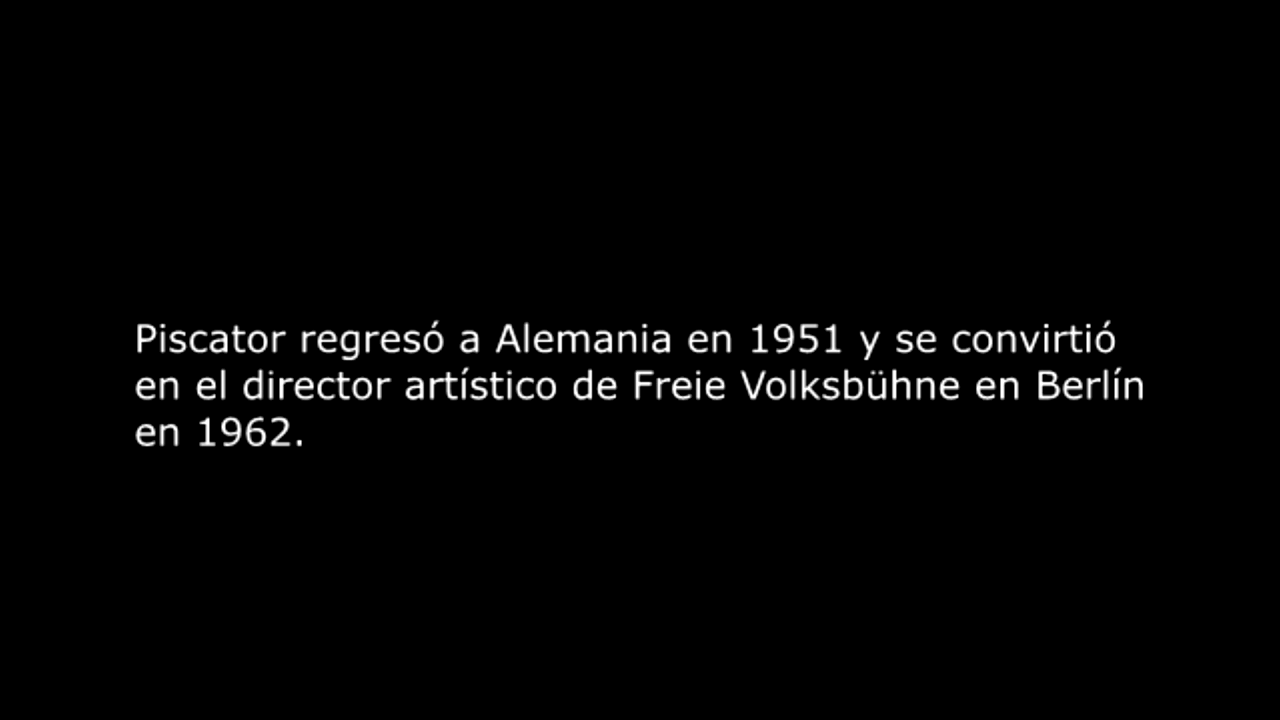 Piscator regresó a Alemania en 1951 y se convirtió
en el director artístico de Freie Volksbühne en Berlín
en 1962.